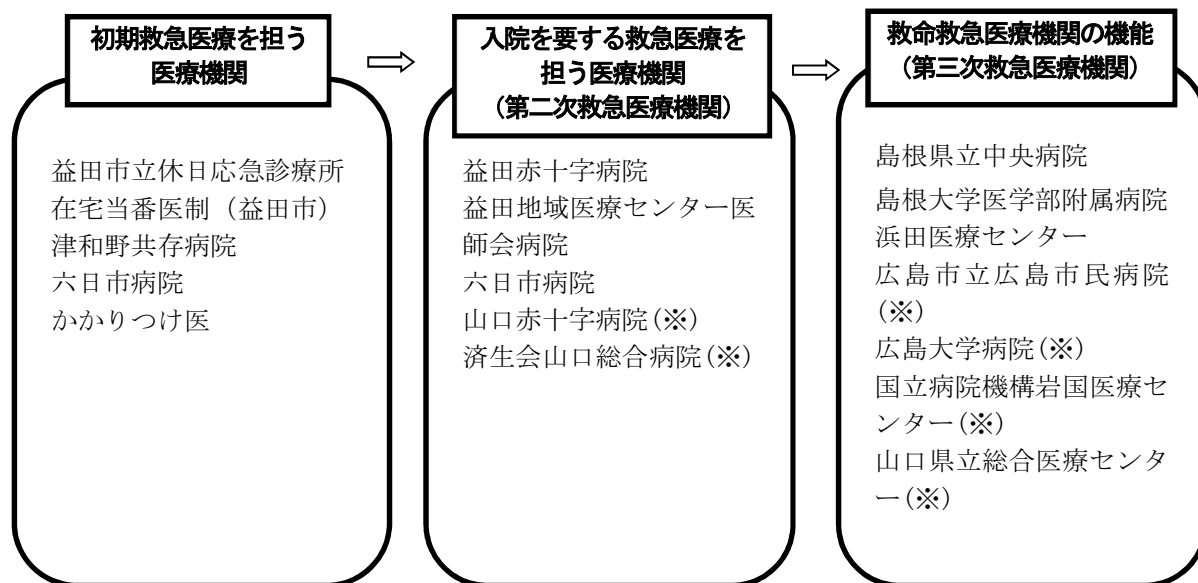 初期救急医療を担う
医療機関
⇨
入院を要する救急医療を
担う医療機関
（第二次救急医療機関）
⇨
救命救急医療機関の機能
（第三次救急医療機関）
益田市立休日応急診療所
在宅当番医制（益田市）
津和野共存病院
六日市病院
かかりつけ医
益田赤十字病院
益田地域医療センター医
師会病院
六日市病院
山口赤十字病院(※)
済生会山口総合病院(※)
島根県立中央病院
島根大学医学部附属病院
浜田医療センター
広島市立広島市民病院
(※)
広島大学病院(※)
国立病院機構岩国医療セ
ンター(※)
山口県立総合医療センタ
ー(※)